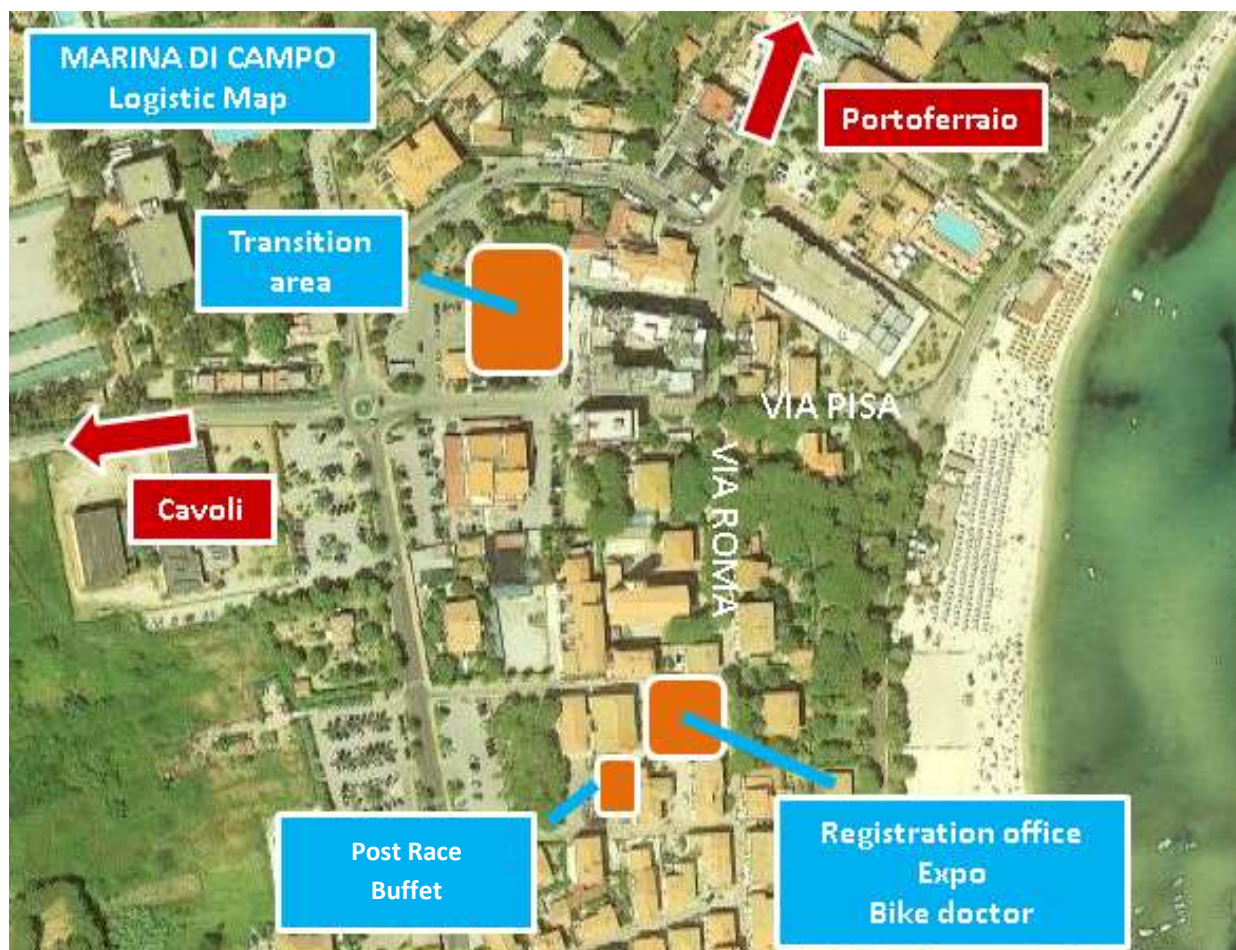 MARINA DI CAMPO
Logistic Map
Portoferraio
Transition
area
VIA PISA
VIA ROMA
Cavoli
Post Race
Buffet
Registration office
Expo
Bike doctor